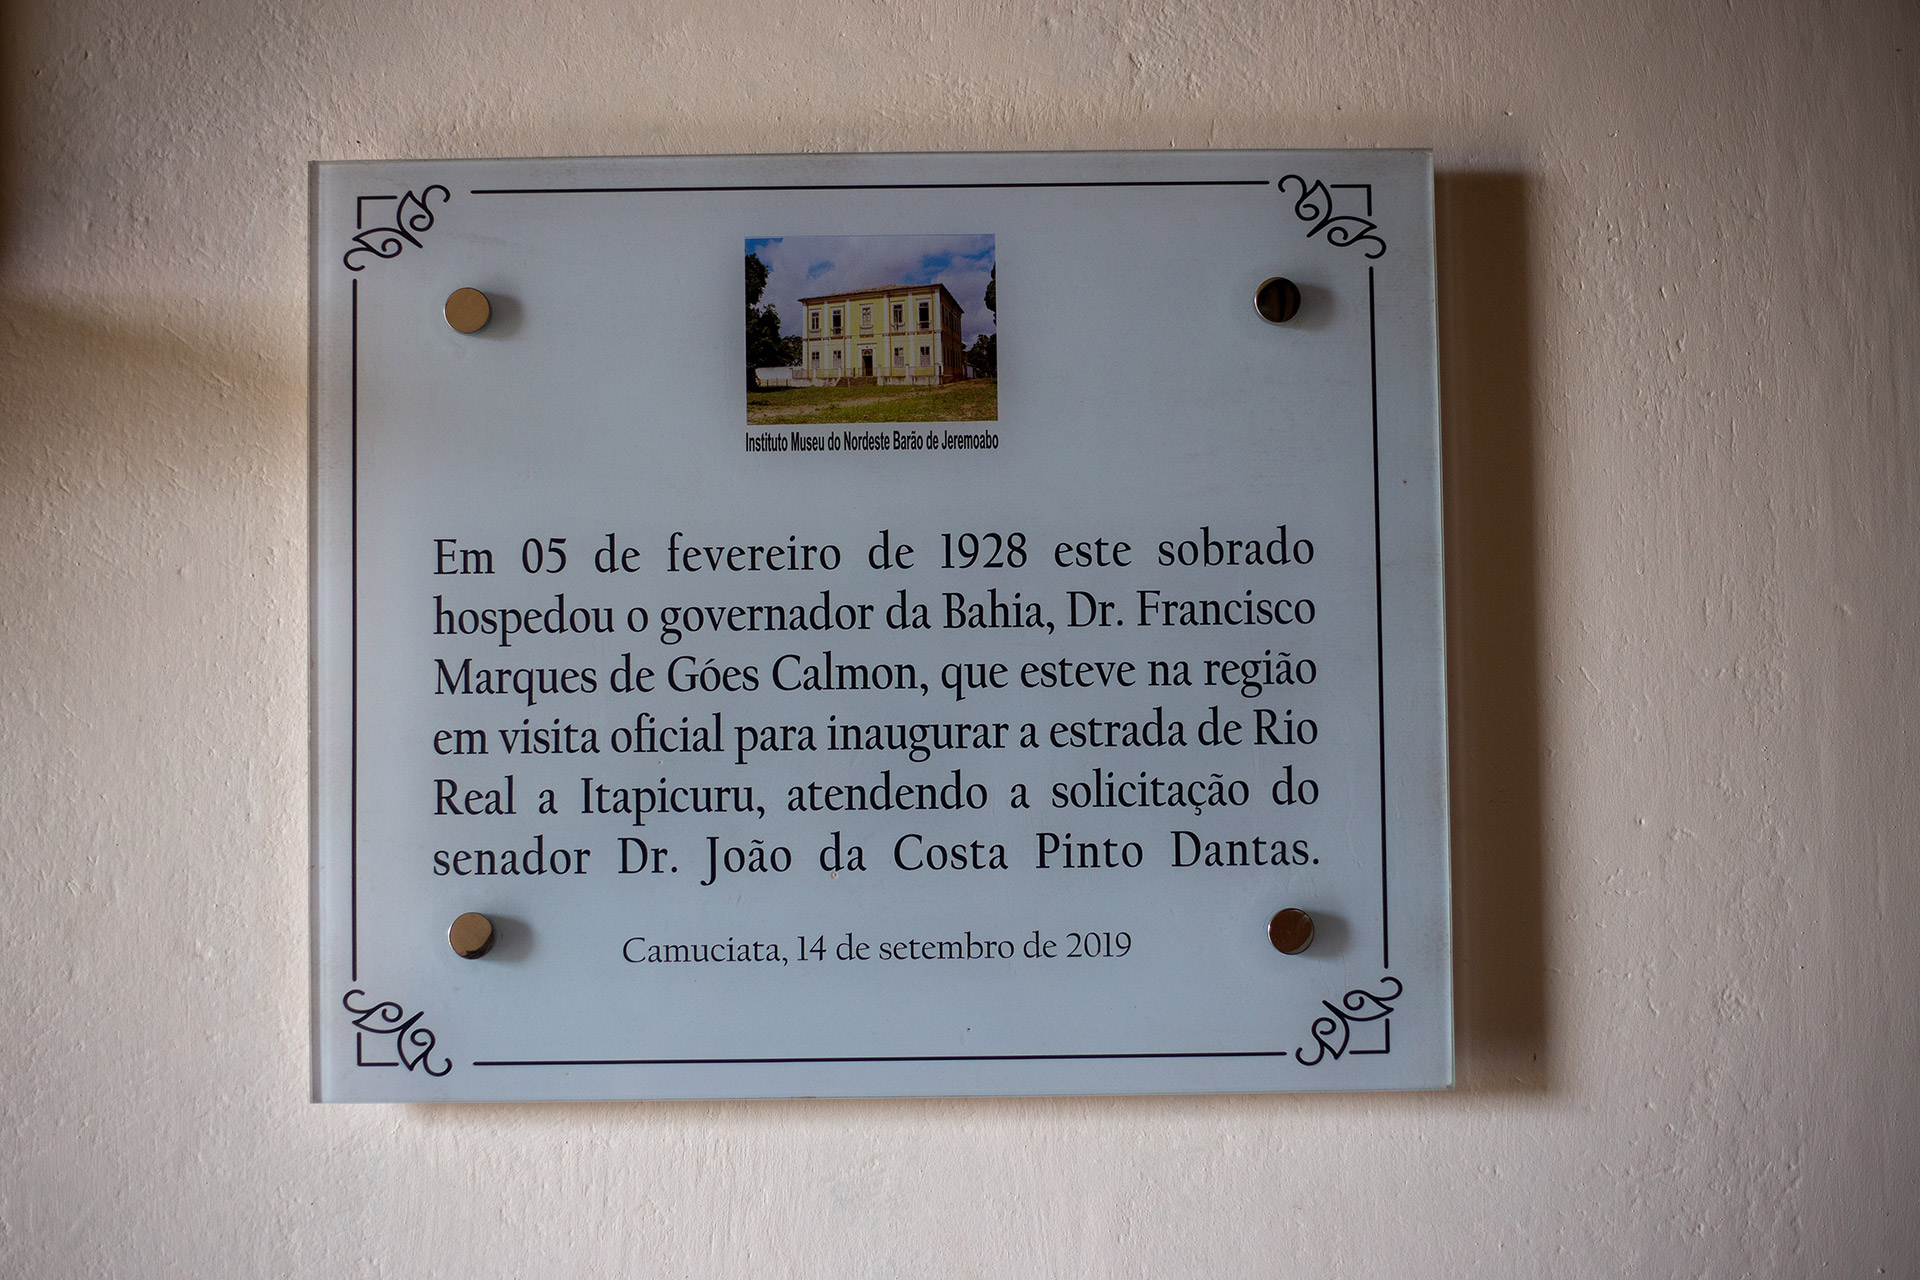 Instituto Museu do Nordeste Barão de Jeremoabo
Em 05 de fevereiro de 1928 este sobrado
hospedou o governador da Bahia, Dr. Francisco
Marques de Góes Calmon, que esteve na região
em visita oficial para inaugurar a estrada de Rio
Real a Itapicuru, atendendo a solicitação do
senador Dr. João da Costa Pinto Dantas.
Camuciata, 14 de setembro de 2019